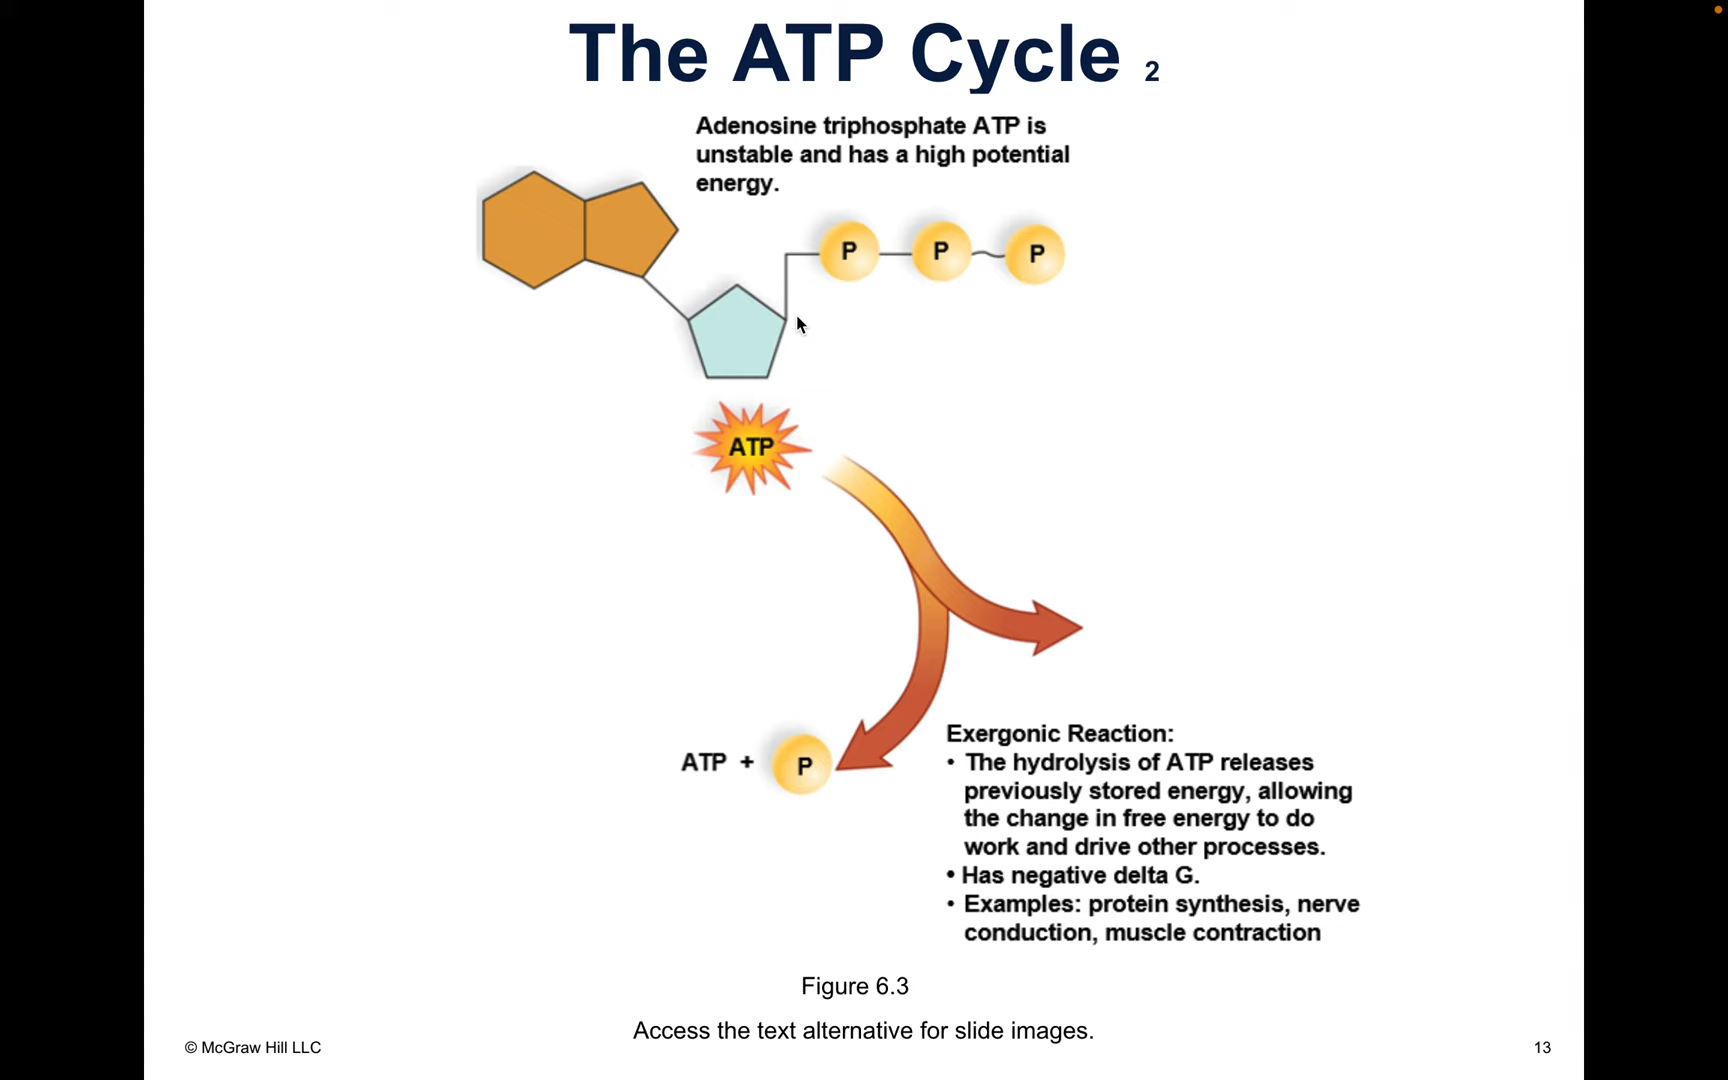 The ATP Cycle 2
Adenosine triphosphate ATP is
unstable and has a high potential
energy.
P
P
P
ATP
ATP + P
Exergonic Reaction:
• The hydrolysis of ATP releases
previously stored energy, allowing
the change in free energy to do
work and drive other processes.
• Has negative delta G.
• Examples: protein synthesis, nerve
conduction, muscle contraction
Figure 6.3
Access the text alternative for slide images.
© McGraw Hill LLC
13